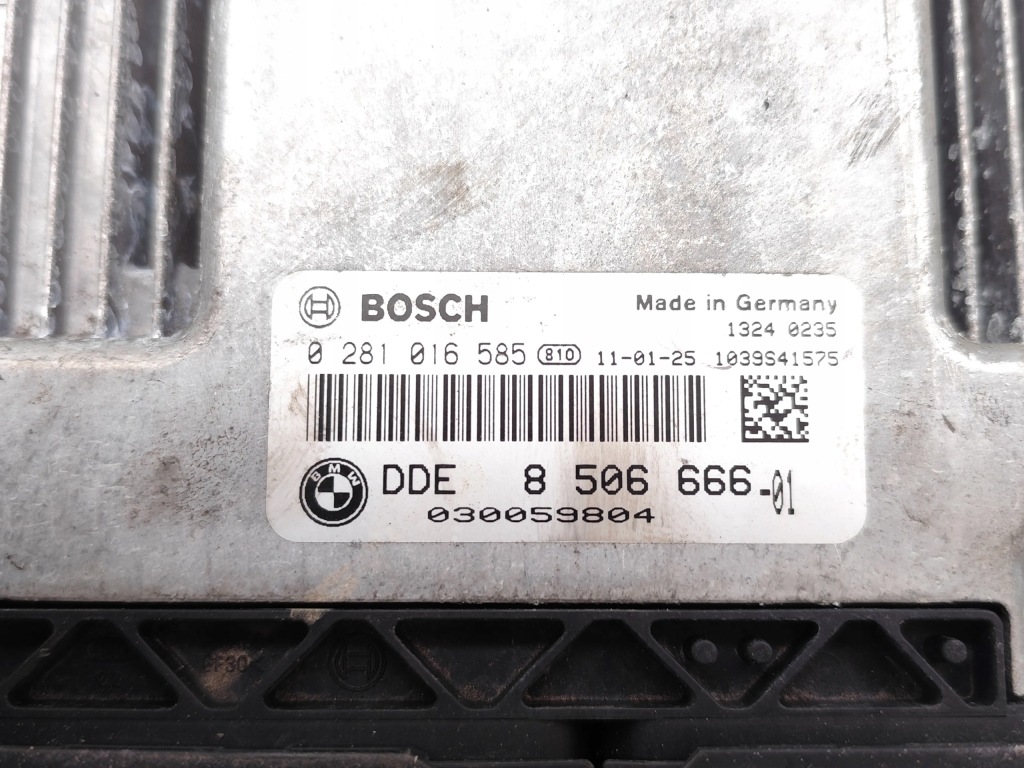 BOSCH Made in Germany
1324 0235
0 281 016 585 810 11-01-25 1039S41575
BMW DDE 8 506 666-01
030059804